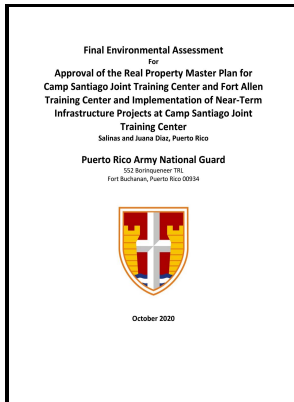 Final Environmental Assessment
For
Approval of the Real Property Master Plan for
Camp Santiago Joint Training Center and Fort Allen
Training Center and Implementation of Near-Term
Infrastructure Projects at Camp Santiago Joint
Training Center
Salinas and Juana Diaz, Puerto Rico
Puerto Rico Army National Guard
552 Borinqueneer TRL
Fort Buchanan, Puerto Rico 00934
October 2020